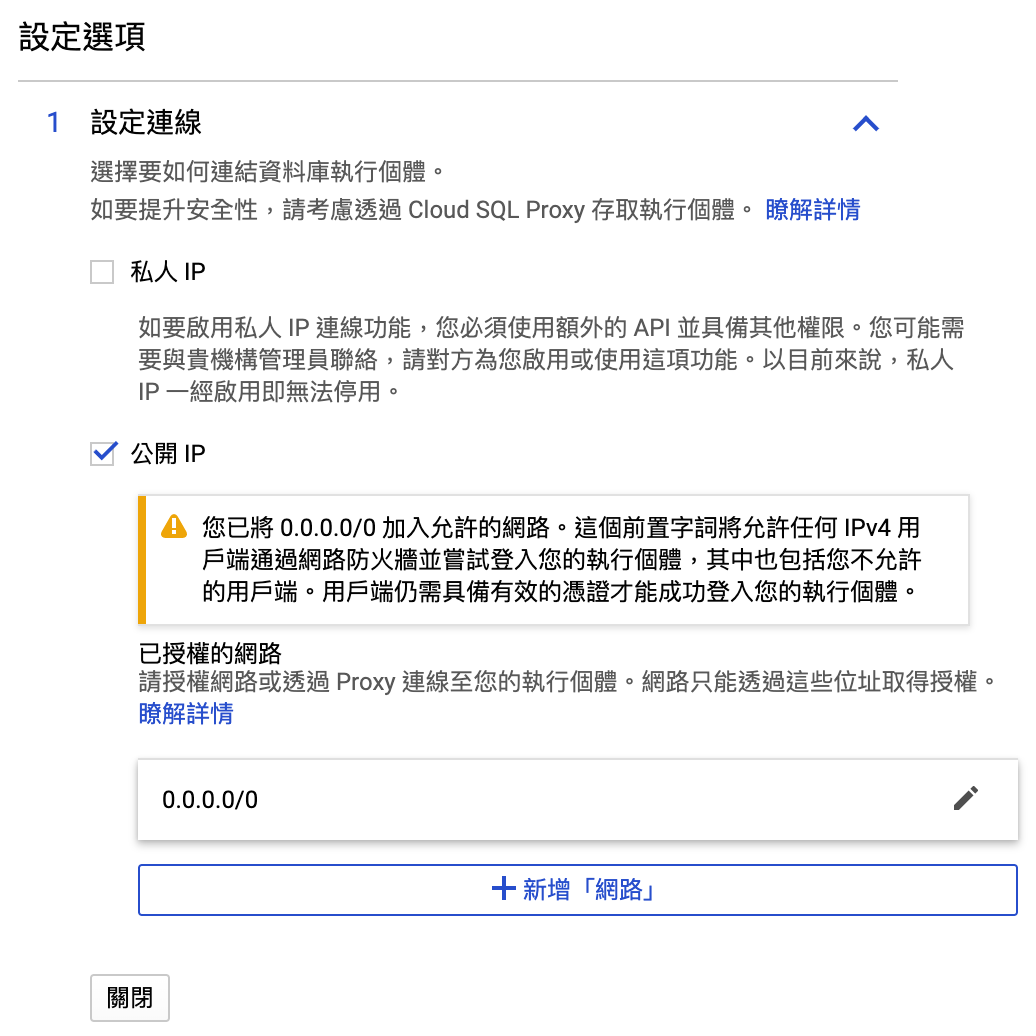 設定選項
1 設定連線
選擇要如何連結資料庫執行個體。
如要提升安全性，請考慮透過 Cloud SQL Proxy 存取執行個體。 瞭解詳情
私人 IP
如要啟用私人 IP 連線功能，您必須使用額外的 API 並具備其他權限。您可能需
要與貴機構管理員聯絡，請對方為您啟用或使用這項功能。以目前來說，私人
IP 一經啟用即無法停用。
公開 IP
您已將 0.0.0.0/0 加入允許的網路。這個前置字詞將允許任何 IPv4 用
戶端通過網路防火牆並嘗試登入您的執行個體，其中也包括您不允許
的用戶端。用戶端仍需具備有效的憑證才能成功登入您的執行個體。
已授權的網路
請授權網路或透過 Proxy 連線至您的執行個體。網路只能透過這些位址取得授權。
瞭解詳情
0.0.0.0/0
+ 新增「網路」
關閉